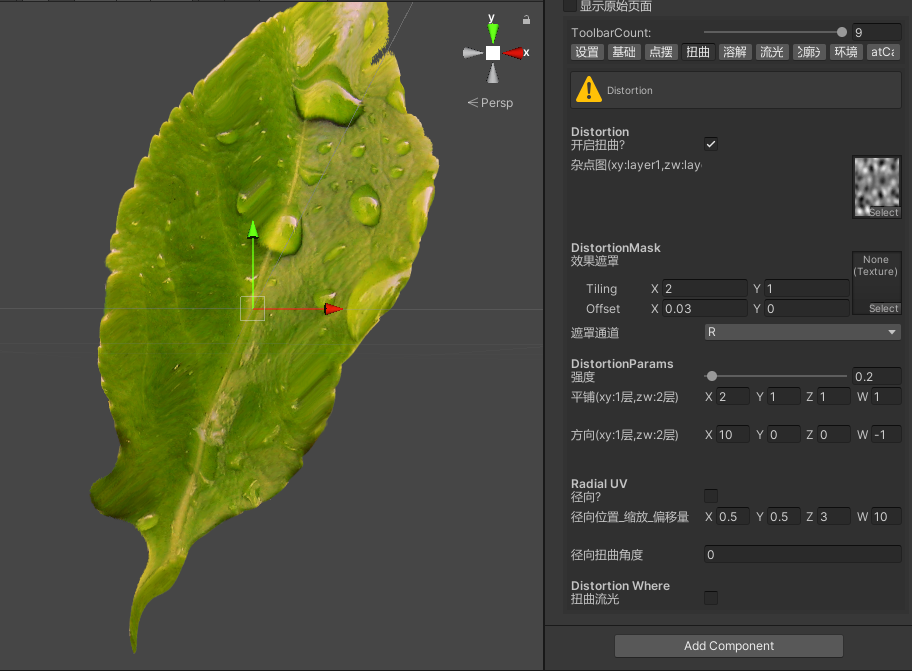 显示原始页面
ToolbarCount: 9
设置 基础 点摆 扭曲 溶解 流光 环境
Distortion
Distortion
开启扭曲?
杂点图(xy:layer1,zw:lay
Select
DistortionMask
效果遮罩
None
(Texture)
Tiling X 2 Y 1
Offset X 0.03 Y 0
Select
遮罩通道 R
DistortionParams
强度 0.2
平铺(xy:1层,zw:2层) X 2 Y 1 Z 1 W 1
方向(xy:1层,zw:2层) X 10 Y 0 Z 0 W -1
Radial UV
径向?
径向位置_缩放_偏移量 X 0.5 Y 0.5 Z 3 W 10
径向扭曲角度 0
Distortion Where
扭曲流光
Add Component
y
x
Persp